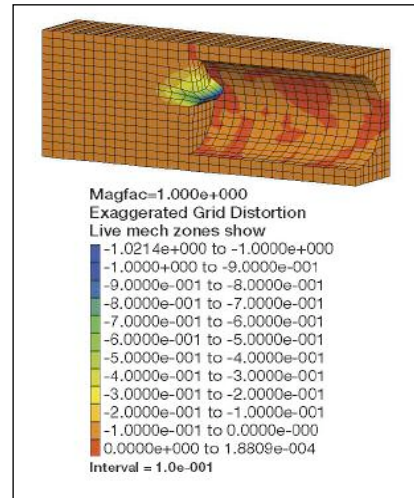 Magfac=1.000e+000
Exaggerated Grid Distortion
Live mech zones show
-1.0214e+000 to -1.0000e+000
-1.0000+000 to -9.0000e-001
-9.0000e-001 to -8.0000e-001
-8.0000e-001 to -7.0000e-001
-7.0000e-001 to -6.0000e-001
-6.0000e-001 to -5.0000e-001
-5.0000e-001 to -4.0000e-001
-4.0000e-001 to -3.0000e-001
-3.0000e-001 to -2.0000e-001
-2.0000e-001 to -1.0000e-001
-1.0000e-001 to 0.0000e-000
0.0000e+000 to 1.8809e-004
Interval = 1.0e-001